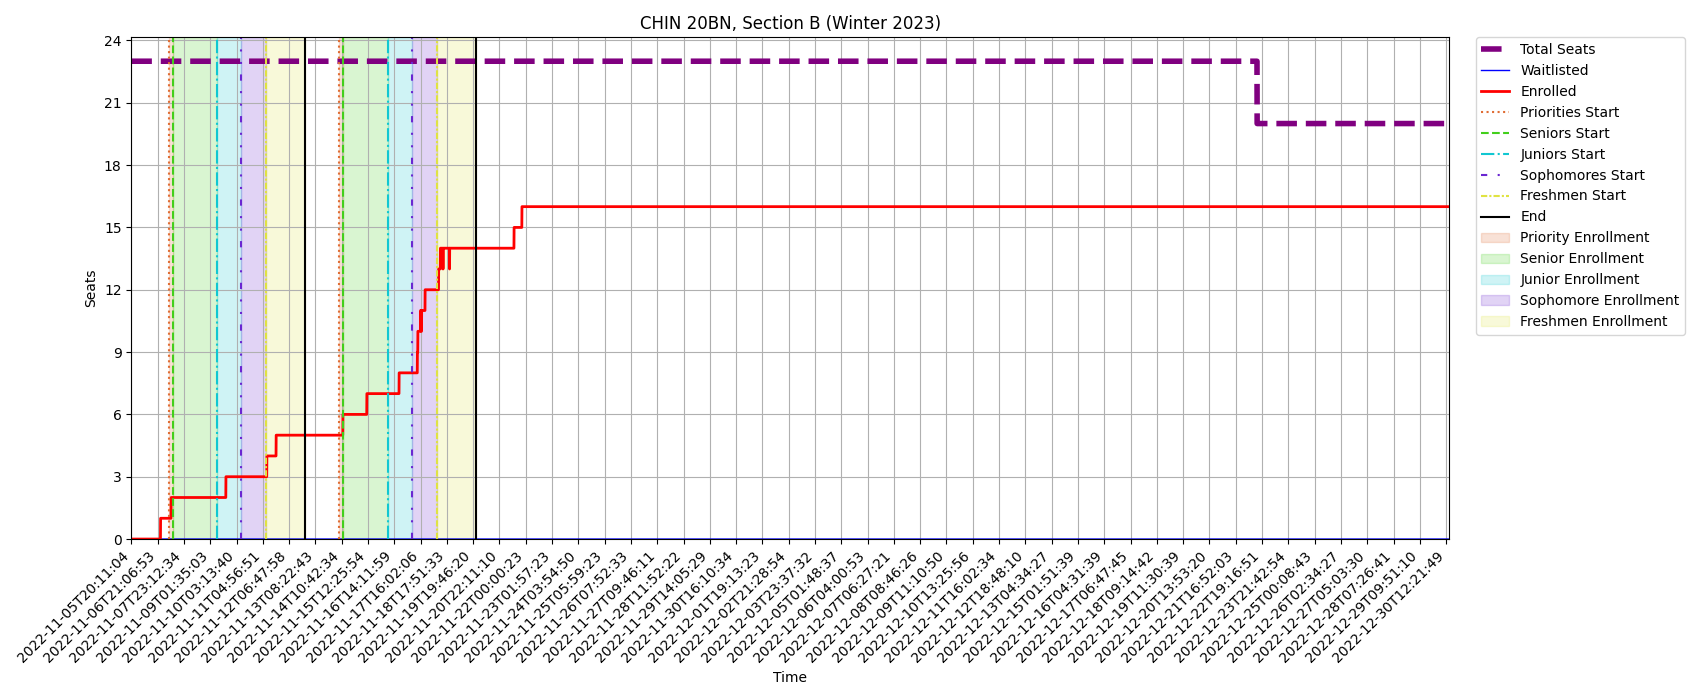 CHIN 20BN, Section B (Winter 2023)
24
21
18
15
12
9
6
3
0
Seats
2022-11-05T20:11:04
2022-11-06T21:06:53
2022-11-07T23:12:34
2022-11-09T01:35:03
2022-11-10T03:13:40
2022-11-11T04:56:51
2022-11-12T06:47:58
2022-11-13T08:22:43
2022-11-14T10:42:34
2022-11-15T12:25:54
2022-11-16T14:11:59
2022-11-17T16:02:06
2022-11-18T17:51:33
2022-11-19T19:46:20
2022-11-20T22:11:10
2022-11-22T00:00:23
2022-11-23T01:57:23
2022-11-24T03:54:50
2022-11-25T05:59:23
2022-11-26T07:52:33
2022-11-27T09:46:11
2022-11-28T11:52:22
2022-11-29T14:05:29
2022-11-30T16:10:34
2022-12-01T19:13:23
2022-12-02T21:28:54
2022-12-03T23:37:32
2022-12-05T01:48:37
2022-12-06T04:00:53
2022-12-07T06:27:21
2022-12-08T08:46:26
2022-12-09T11:10:50
2022-12-10T13:25:56
2022-12-11T16:02:34
2022-12-12T18:48:10
2022-12-13T04:34:27
2022-12-15T01:51:39
2022-12-16T04:31:39
2022-12-17T06:47:45
2022-12-18T09:14:42
2022-12-19T11:30:39
2022-12-20T13:53:20
2022-12-21T16:52:03
2022-12-22T19:16:51
2022-12-23T21:42:54
2022-12-25T00:08:43
2022-12-26T02:34:27
2022-12-27T05:03:30
2022-12-28T07:26:41
2022-12-29T09:51:10
2022-12-30T12:21:49
Time
Total Seats
Waitlisted
Enrolled
Priorities Start
Seniors Start
Juniors Start
Sophomores Start
Freshmen Start
End
Priority Enrollment
Senior Enrollment
Junior Enrollment
Sophomore Enrollment
Freshmen Enrollment